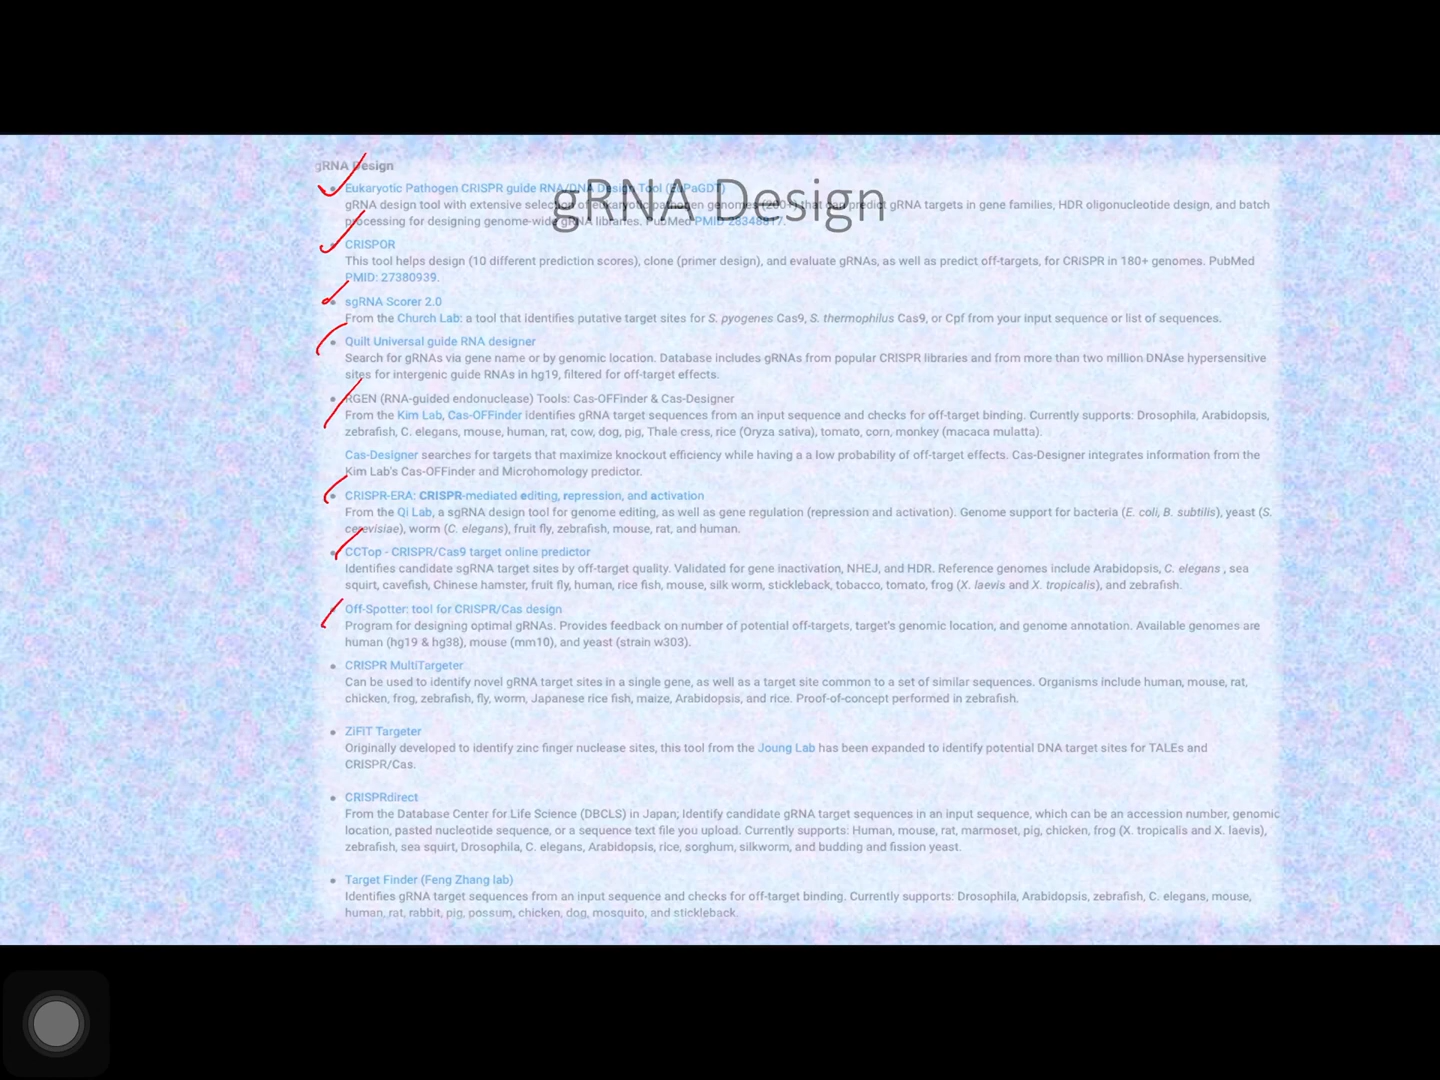 gRNA Design
gRNA Design
Eukaryotic Pathogen CRISPR guide RNA/DNA Design Tool (EuPaGDT)
gRNA design tool with extensive selection of eukaryotic pathogen genomes (200+) that can predict gRNA targets in gene families, HDR oligonucleotide design, and batch
processing for designing genome-wide gRNA libraries. PubMed PMID 28348817.
CRISPOR
This tool helps design (10 different prediction scores), clone (primer design), and evaluate gRNAs, as well as predict off-targets, for CRISPR in 180+ genomes. PubMed
PMID: 27380939.
sgRNA Scorer 2.0
From the Church Lab: a tool that identifies putative target sites for S. pyogenes Cas9, S. thermophilus Cas9, or Cpf from your input sequence or list of sequences.
Quilt Universal guide RNA designer
Search for gRNAs via gene name or by genomic location. Database includes gRNAs from popular CRISPR libraries and from more than two million DNAse hypersensitive
sites for intergenic guide RNAs in hg19, filtered for off-target effects.
RGEN (RNA-guided endonuclease) Tools: Cas-OFFinder & Cas-Designer
From the Kim Lab, Cas-OFFinder identifies gRNA target sequences from an input sequence and checks for off-target binding. Currently supports: Drosophila, Arabidopsis,
zebrafish, C. elegans, mouse, human, rat, cow, dog, pig, Thale cress, rice (Oryza sativa), tomato, corn, monkey (macaca mulatta).
Cas-Designer searches for targets that maximize knockout efficiency while having a a low probability of off-target effects. Cas-Designer integrates information from the
Kim Lab's Cas-OFFinder and Microhomology predictor.
CRISPR-ERA: CRISPR-mediated editing, repression, and activation
From the Qi Lab, a sgRNA design tool for genome editing, as well as gene regulation (repression and activation). Genome support for bacteria (E. coli, B. subtilis), yeast (S.
cerevisiae), worm (C. elegans), fruit fly, zebrafish, mouse, rat, and human.
CCTop - CRISPR/Cas9 target online predictor
Identifies candidate sgRNA target sites by off-target quality. Validated for gene inactivation, NHEJ, and HDR. Reference genomes include Arabidopsis, C. elegans , sea
squirt, cavefish, Chinese hamster, fruit fly, human, rice fish, mouse, silk worm, stickleback, tobacco, tomato, frog (X. laevis and X. tropicalis), and zebrafish.
Off-Spotter: tool for CRISPR/Cas design
Program for designing optimal gRNAs. Provides feedback on number of potential off-targets, target's genomic location, and genome annotation. Available genomes are
human (hg19 & hg38), mouse (mm10), and yeast (strain w303).
CRISPR MultiTargeter
Can be used to identify novel gRNA target sites in a single gene, as well as a target site common to a set of similar sequences. Organisms include human, mouse, rat,
chicken, frog, zebrafish, fly, worm, Japanese rice fish, maize, Arabidopsis, and rice. Proof-of-concept performed in zebrafish.
ZiFiT Targeter
Originally developed to identify zinc finger nuclease sites, this tool from the Joung Lab has been expanded to identify potential DNA target sites for TALEs and
CRISPR/Cas.
CRISPRdirect
From the Database Center for Life Science (DBCLS) in Japan; Identify candidate gRNA target sequences in an input sequence, which can be an accession number, genomic
location, pasted nucleotide sequence, or a sequence text file you upload. Currently supports: Human, mouse, rat, marmoset, pig, chicken, frog (X. tropicalis and X. laevis),
zebrafish, sea squirt, Drosophila, C. elegans, Arabidopsis, rice, sorghum, silkworm, and budding and fission yeast.
Target Finder (Feng Zhang lab)
Identifies gRNA target sequences from an input sequence and checks for off-target binding. Currently supports: Drosophila, Arabidopsis, zebrafish, C. elegans, mouse,
human, rat, rabbit, pig, possum, chicken, dog, mosquito, and stickleback.